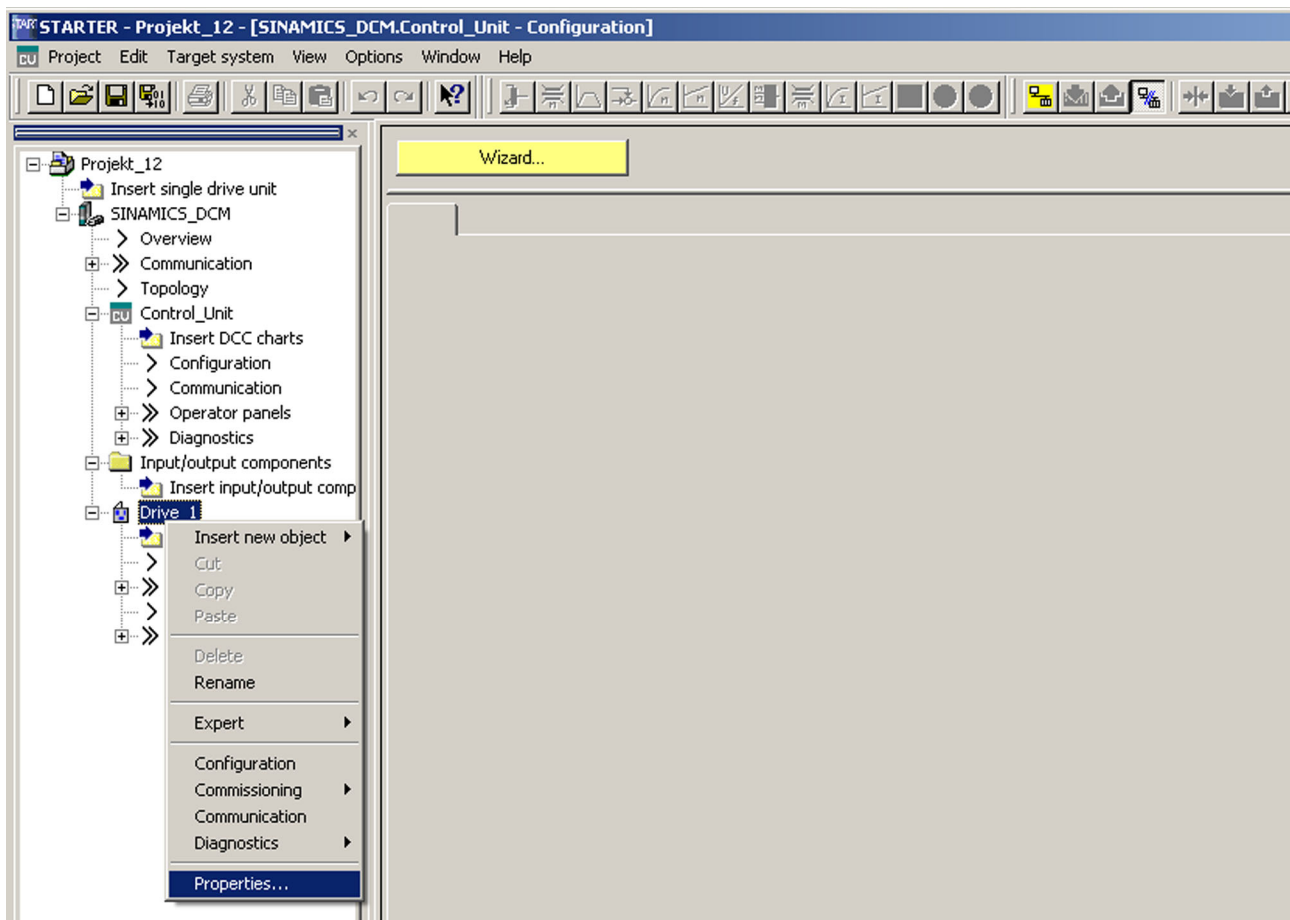 STARTER - Projekt_12 - [SINAMICS_DCM.Control_Unit - Configuration]
CU Project Edit Target system View Options Window Help
Wizard...
Projekt_12
Insert single drive unit
SINAMICS_DCM
Overview
Communication
Topology
CU Control_Unit
Insert DCC charts
Configuration
Communication
Operator panels
Diagnostics
Input/output components
Insert input/output comp
Drive_1
Insert new object
Cut
Copy
Paste
Delete
Rename
Expert
Configuration
Commissioning
Communication
Diagnostics
Properties...